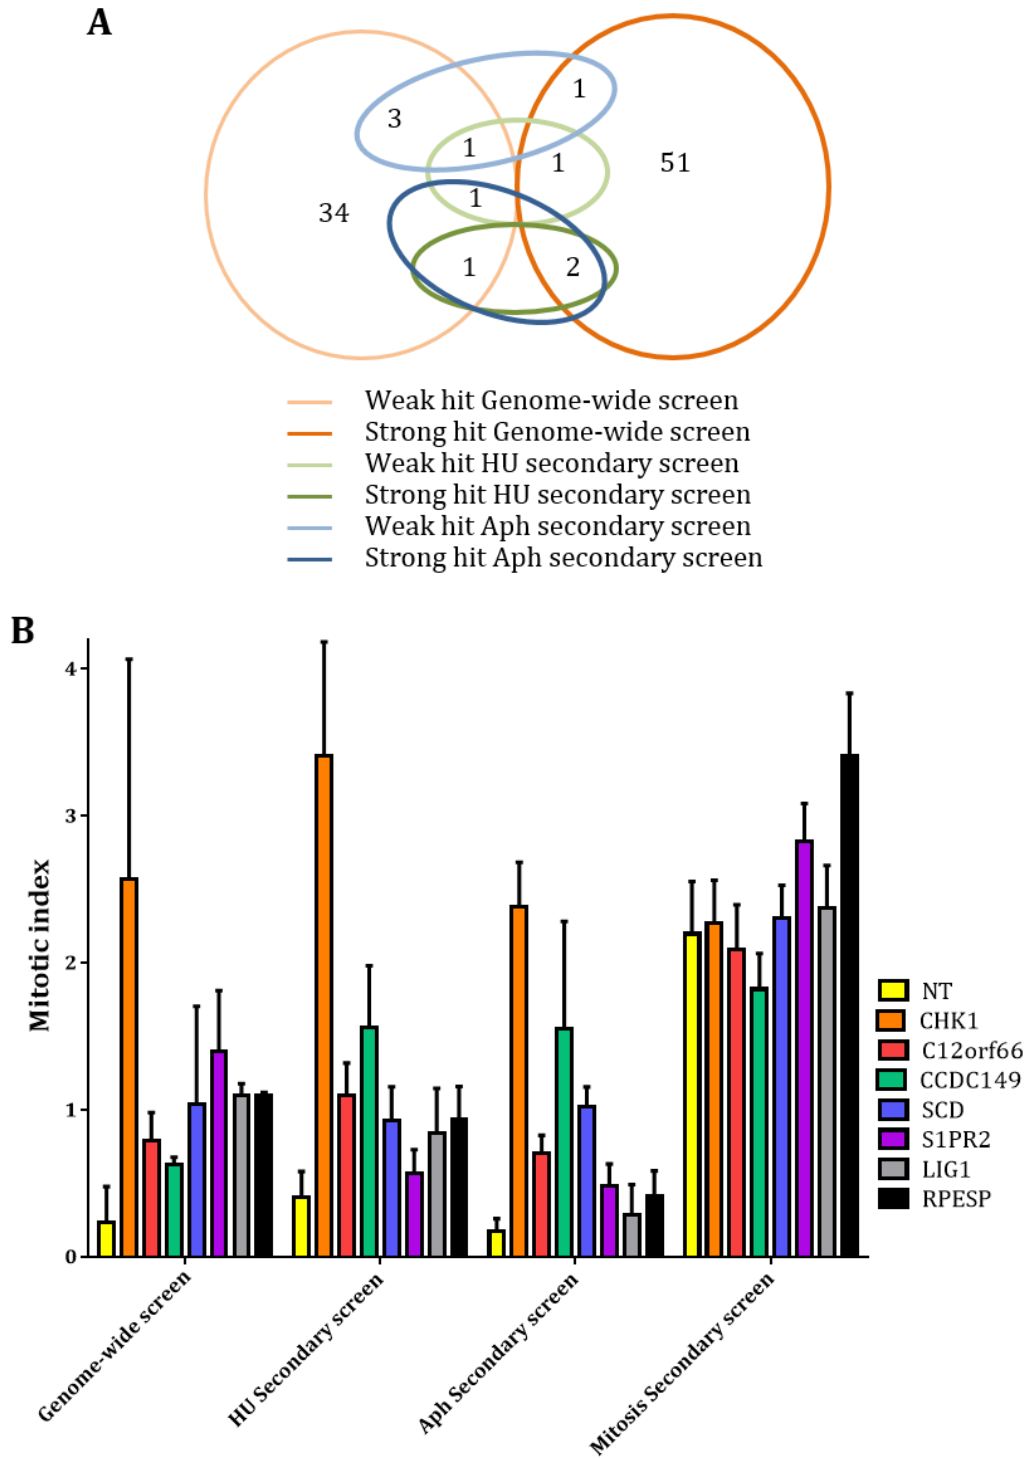 A
3
1
1
1
51
1
34
1
2
Weak hit Genome-wide screen
Strong hit Genome-wide screen
Weak hit HU secondary screen
Strong hit HU secondary screen
Weak hit Aph secondary screen
Strong hit Aph secondary screen
B
Mitotic index
4
3
2
1
0
Genome-wide screen
HU Secondary screen
Aph Secondary screen
Mitosis Secondary screen
NT
CHK1
C12orf66
CCDC149
SCD
S1PR2
LIG1
RPESP